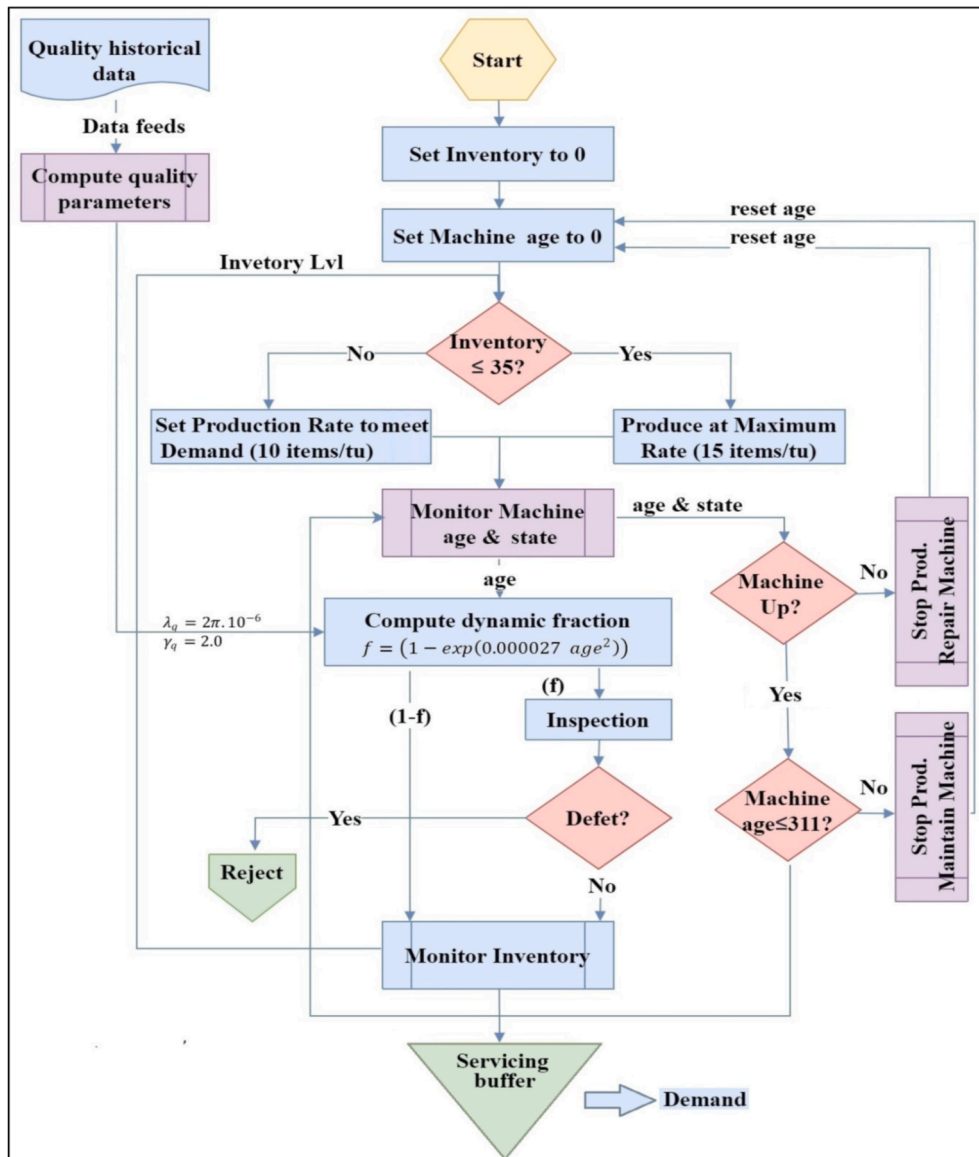 Quality historical
data
Start
Data feeds
Set Inventory to 0
Compute quality
parameters
reset age
Set Machine age to 0
reset age
Invetory Lvl
Inventory
≤ 35?
No
Yes
Set Production Rate to meet
Demand (10 items/tu)
Produce at Maximum
Rate (15 items/tu)
Monitor Machine
age & state
age & state
age
Machine
Up?
No
Stop Prod.
Repair Machine
λ_q = 2π.10^-6
γ_q = 2.0
Compute dynamic fraction
f = (1 − exp(0.000027 age^2))
(f)
(1-f)
Yes
Inspection
Defet?
Yes
Machine
age≤311?
No
Stop Prod.
Maintain Machine
Reject
No
Monitor Inventory
Servicing
buffer
Demand